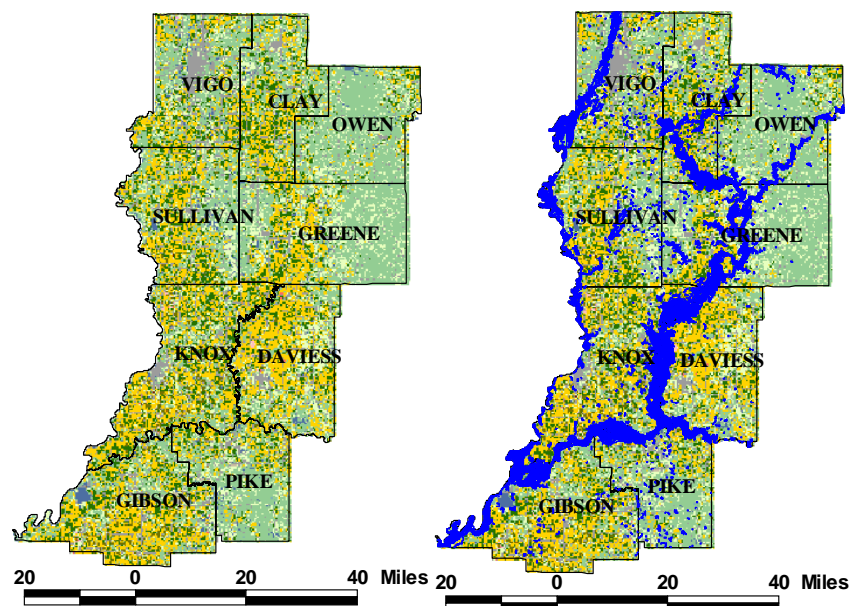 VIGO
CLAY
OWEN
SULLIVAN
GREENE
KNOX
DAVIESS
GIBSON
PIKE
20 0 20 40 Miles
VIGO
CLAY
OWEN
SULLIVAN
GREENE
KNOX
DAVIESS
GIBSON
PIKE
20 0 20 40 Miles